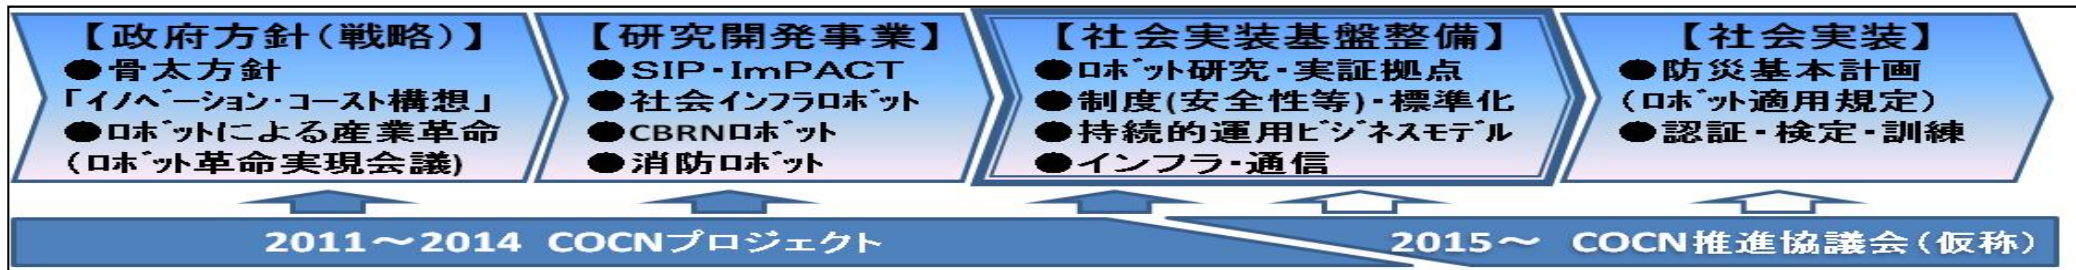 【政府方針(戦略)】
●骨太方針
「イノベーション・コースト構想」
●ロボットによる産業革命
(ロボット革命実現会議)
【研究開発事業】
●SIP・ImPACT
●社会インフラロボット
●CBRNロボット
●消防ロボット
【社会実装基盤整備】
●ロボット研究・実証拠点
●制度(安全性等)・標準化
●持続的運用ビジネスモデル
●インフラ・通信
【社会実装】
●防災基本計画
(ロボット適用規定)
●認証・検定・訓練
2011～2014 COCNプロジェクト
2015～ COCN推進協議会(仮称)